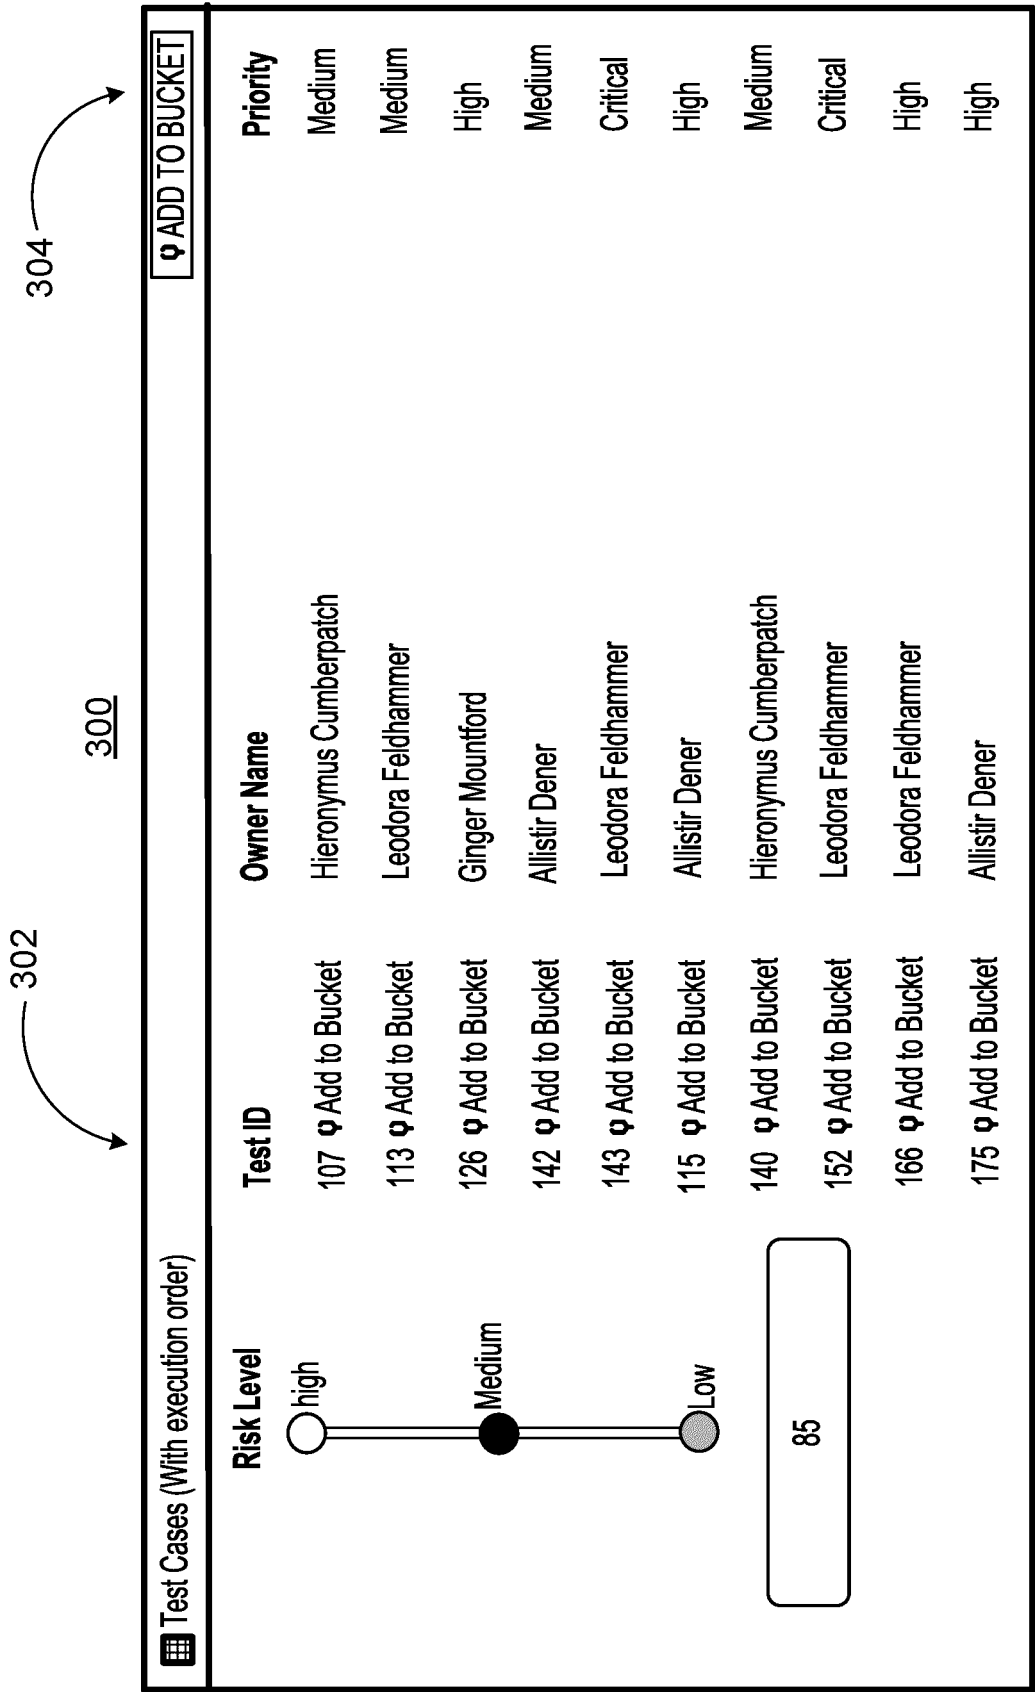 300
302
304
Test Cases (With execution order)
φ ADD TO BUCKET
Risk Level
high
Medium
Low
85
Test ID Owner Name Priority
107 φ Add to Bucket Hieronymus Cumberpatch Medium
113 φ Add to Bucket Leodora Feldhammer Medium
126 φ Add to Bucket Ginger Mountford High
142 φ Add to Bucket Allistir Dener Medium
143 φ Add to Bucket Leodora Feldhammer Critical
115 φ Add to Bucket Allistir Dener High
140 φ Add to Bucket Hieronymus Cumberpatch Medium
152 φ Add to Bucket Leodora Feldhammer Critical
166 φ Add to Bucket Leodora Feldhammer High
175 φ Add to Bucket Allistir Dener High